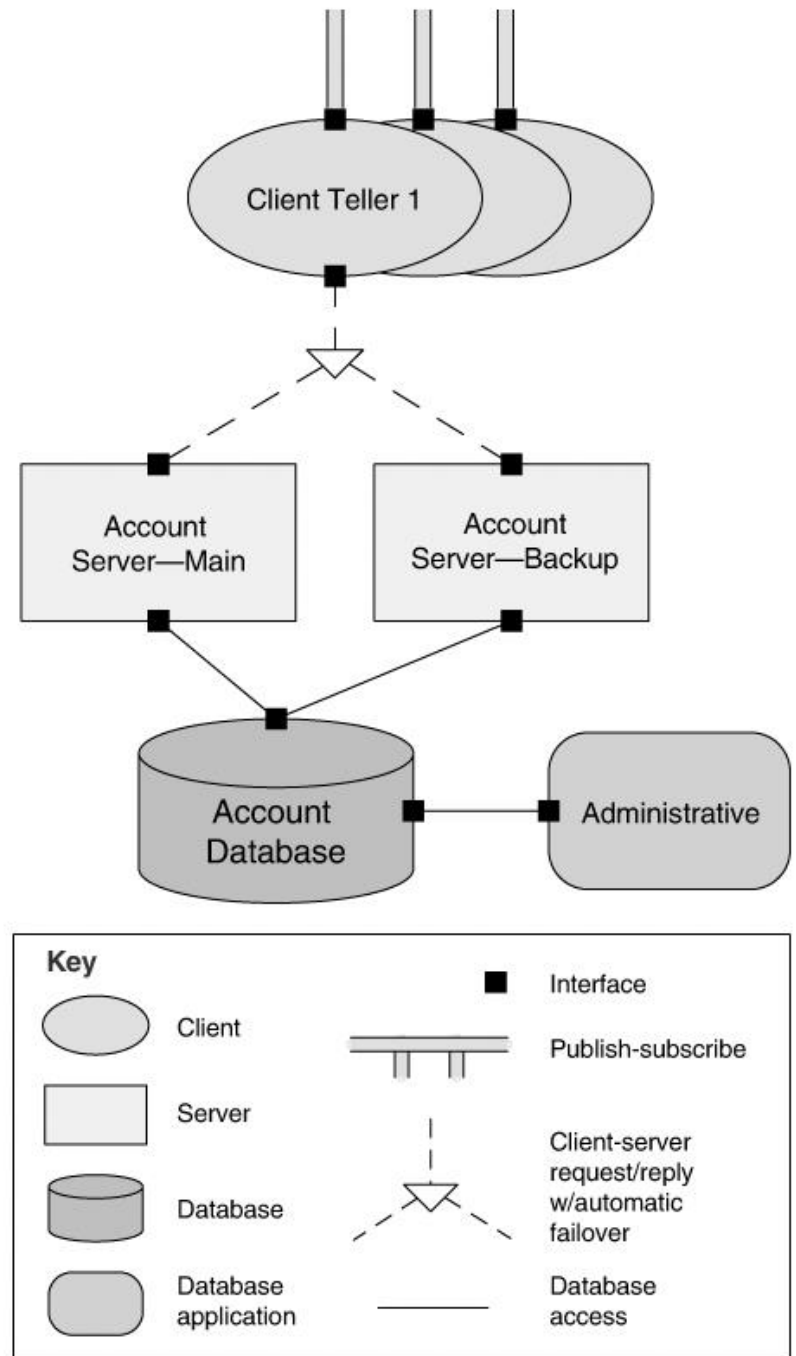 Client Teller 1
Account
Server—Main
Account
Server—Backup
Account
Database
Administrative
Key
Client
Server
Database
Database
application
Interface
Publish-subscribe
Client-server
request/reply
w/automatic
failover
Database
access